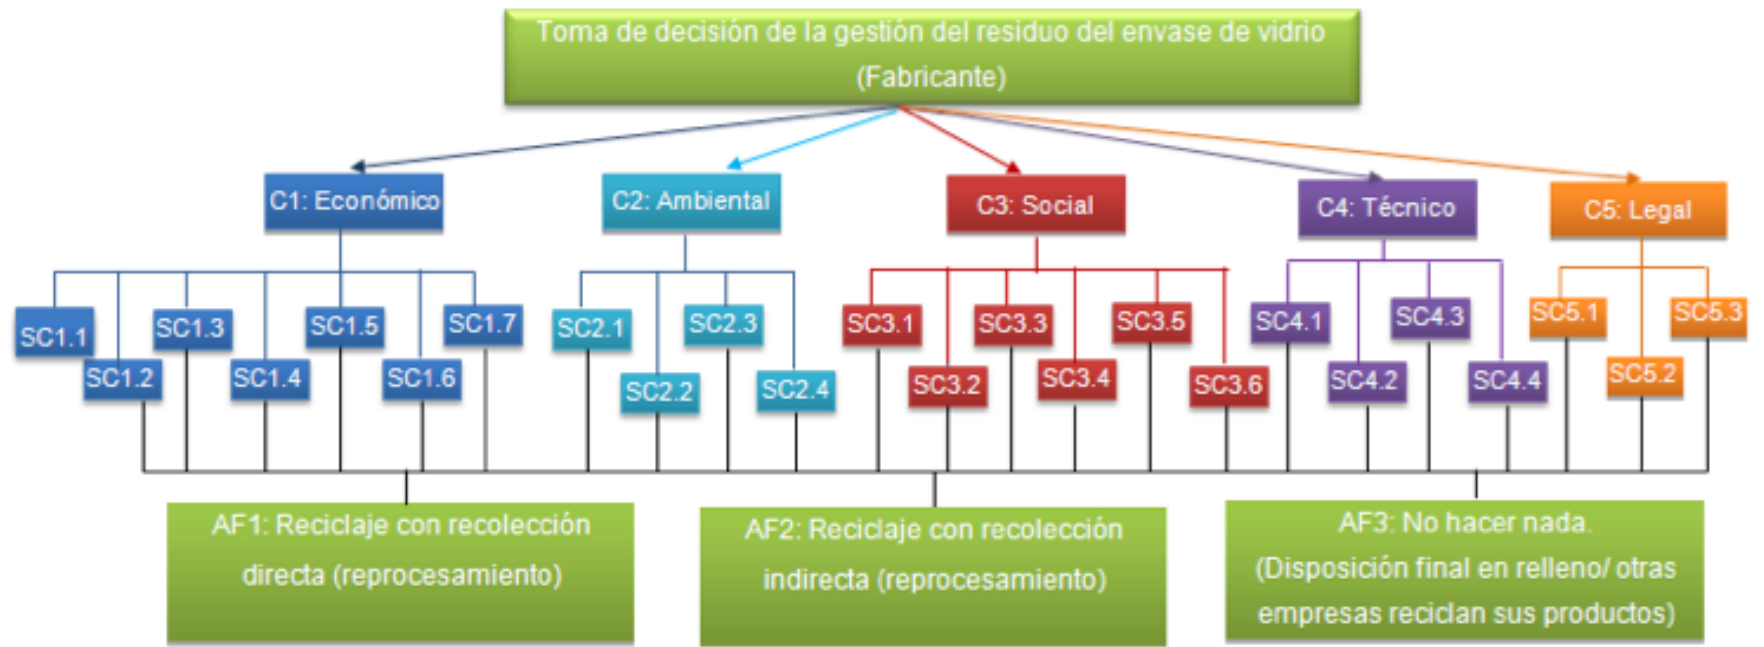 Toma de decisión de la gestión del residuo del envase de vidrio
(Fabricante)
C1: Económico
C2: Ambiental
C3: Social
C4: Técnico
C5: Legal
SC1.1
SC1.2
SC1.3
SC1.4
SC1.5
SC1.6
SC1.7
SC2.1
SC2.2
SC2.3
SC2.4
SC3.1
SC3.2
SC3.3
SC3.4
SC3.5
SC3.6
SC4.1
SC4.2
SC4.3
SC4.4
SC5.1
SC5.2
SC5.3
AF1: Reciclaje con recolección
directa (reprocesamiento)
AF2: Reciclaje con recolección
indirecta (reprocesamiento)
AF3: No hacer nada.
(Disposición final en relleno/ otras
empresas reciclan sus productos)